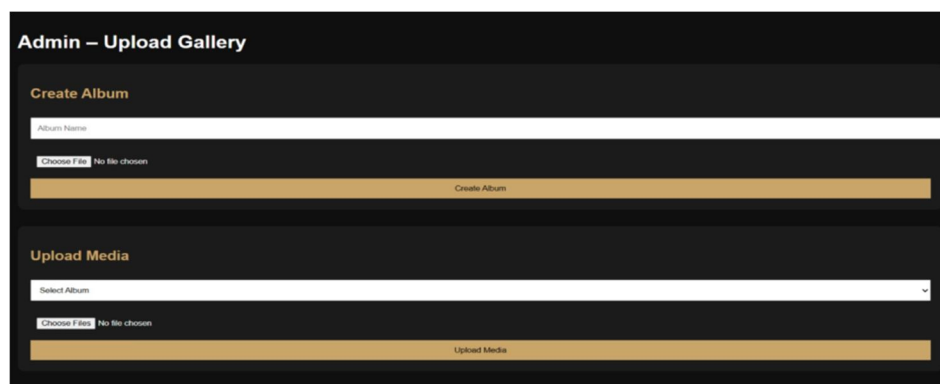 Admin – Upload Gallery
Create Album
Album Name
Choose File No file chosen
Create Album
Upload Media
Select Album
Choose Files No file chosen
Upload Media